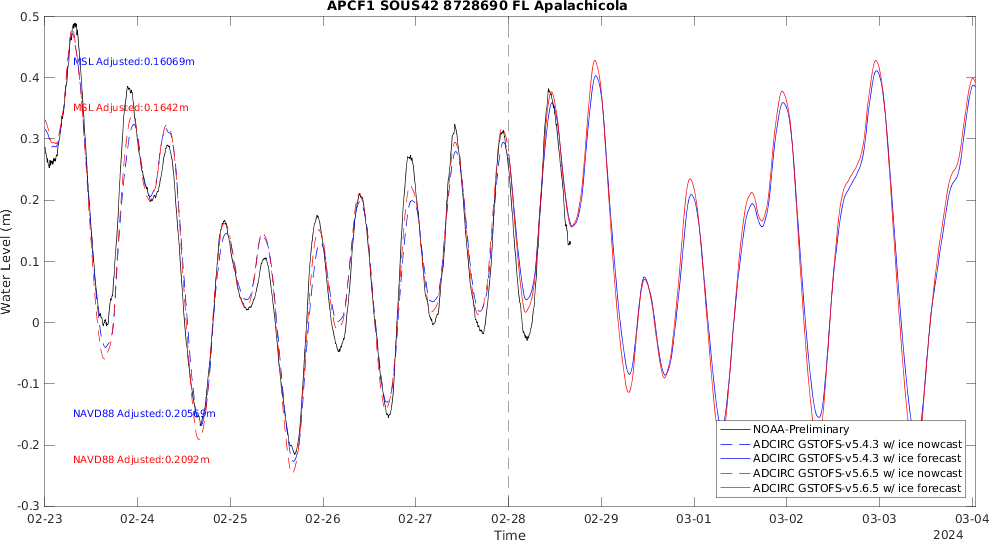 APCF1 SOUS42 8728690 FL Apalachicola
0.5
MSL Adjusted:0.16069m
0.4
MSL Adjusted:0.1642m
0.3
0.2
Water Level (m)
0.1
0
-0.1
NAVD88 Adjusted:0.20569m
-0.2
NAVD88 Adjusted:0.2092m
-0.3
NOAA-Preliminary
ADCIRC GSTOFS-v5.4.3 w/ ice nowcast
ADCIRC GSTOFS-v5.4.3 w/ ice forecast
ADCIRC GSTOFS-v5.6.5 w/ ice nowcast
ADCIRC GSTOFS-v5.6.5 w/ ice forecast
02-23 02-24 02-25 02-26 02-27 02-28 02-29 03-01 03-02 03-03 03-04
Time
2024